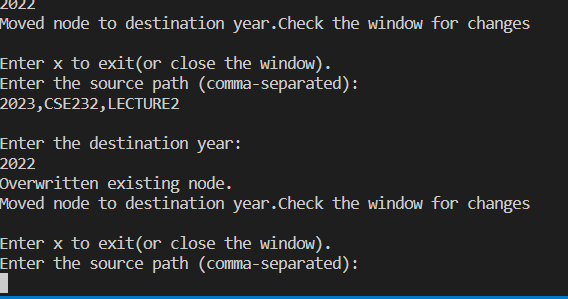 2022
Moved node to destination year.Check the window for changes
Enter x to exit(or close the window).
Enter the source path (comma-separated):
2023,CSE232,LECTURE2
Enter the destination year:
2022
Overwritten existing node.
Moved node to destination year.Check the window for changes
Enter x to exit(or close the window).
Enter the source path (comma-separated):